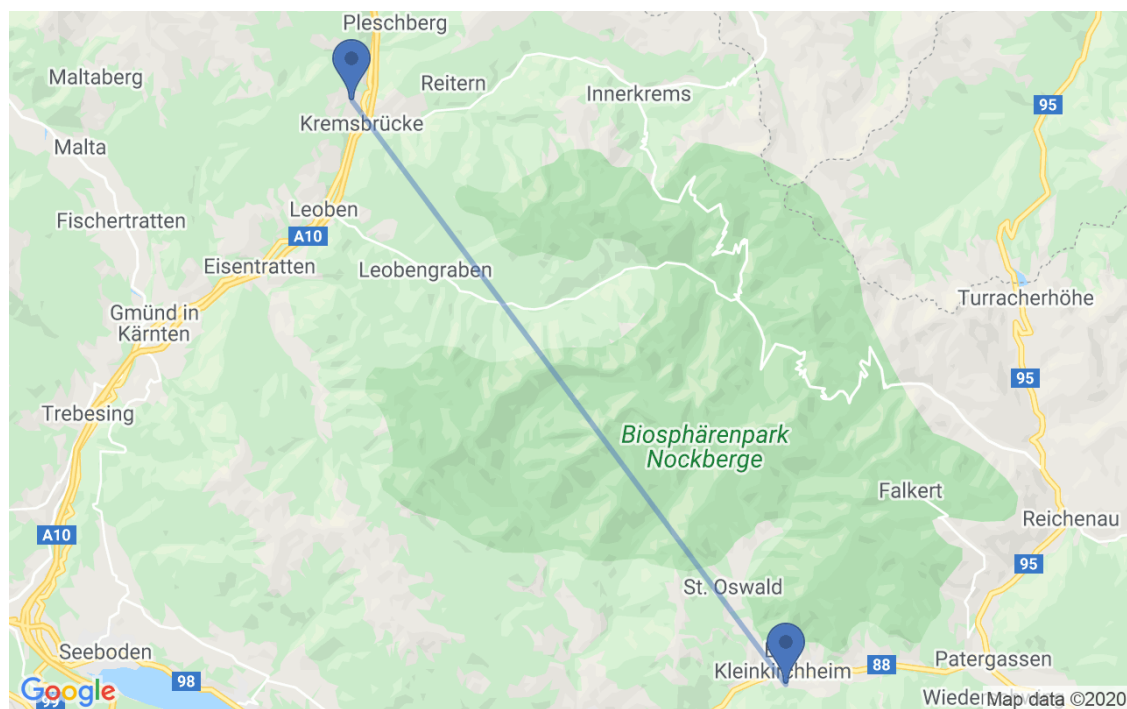 Pleschberg
Maltaberg
Reitern
Innerkrems
95
Kremsbrücke
Malta
Leoben
Fischertratten
A10
Eisentratten
Leobengraben
Turracherhöhe
Gmünd in
Kärnten
95
Trebesing
Biosphärenpark
Nockberge
Falkert
Reichenau
A10
95
St. Oswald
Seeboden
Kleinkirchheim
88
Patergassen
98
Google
99
Map data ©2020